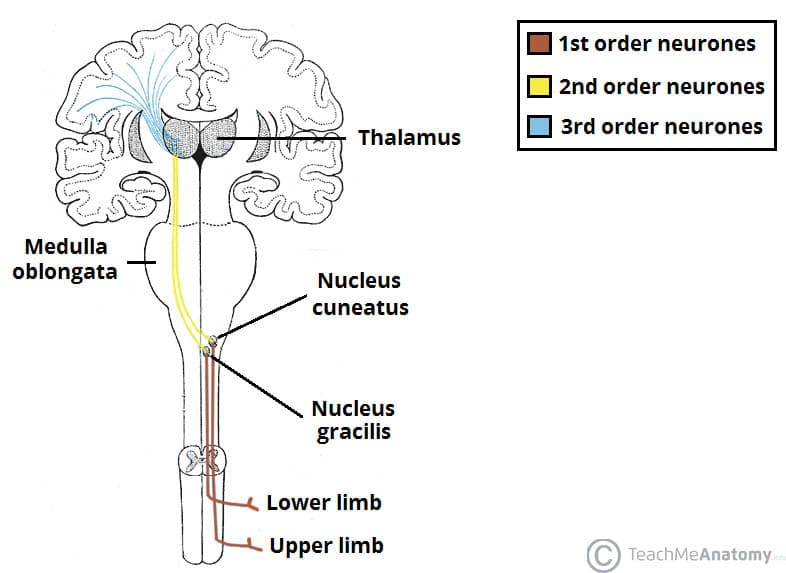 1st order neurones
2nd order neurones
3rd order neurones
Thalamus
Medulla
oblongata
Nucleus
cuneatus
Nucleus
gracilis
Lower limb
Upper limb
© TeachMeAnatomy